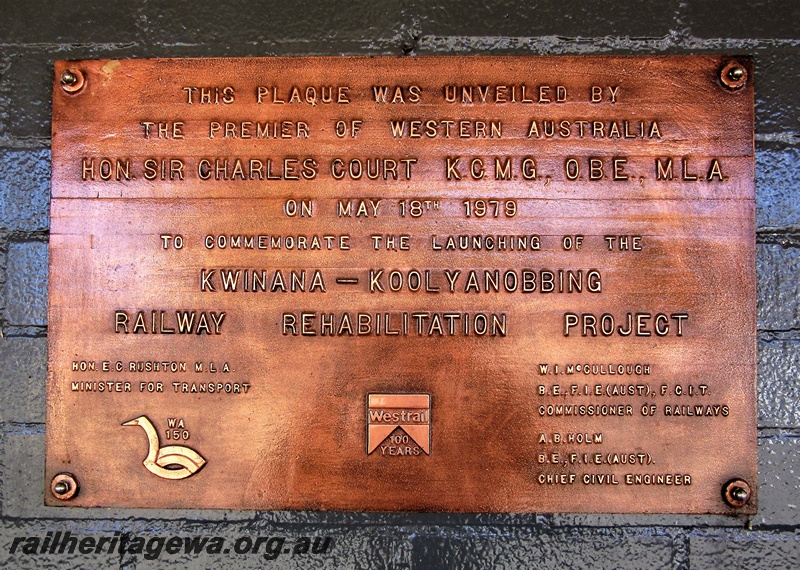 THIS PLAQUE WAS UNVEILED BY
THE PREMIER OF WESTERN AUSTRALIA
HON. SIR CHARLES COURT K.C.M.G., O.B.E., M.L.A.
ON MAY 18TH 1979
TO COMMEMORATE THE LAUNCHING OF THE
KWINANA — KOOLYANOBBING
RAILWAY REHABILITATION PROJECT
HON. E.C. RUSHTON M.L.A.
MINISTER FOR TRANSPORT
WA
150
Westrail
100
YEARS
W.I. McCULLOUGH
B.E., F.I.E.(AUST), F.C.I.T.
COMMISSIONER OF RAILWAYS
A.B. HOLM
B.E., F.I.E.(AUST).
CHIEF CIVIL ENGINEER
railheritagewa.org.au